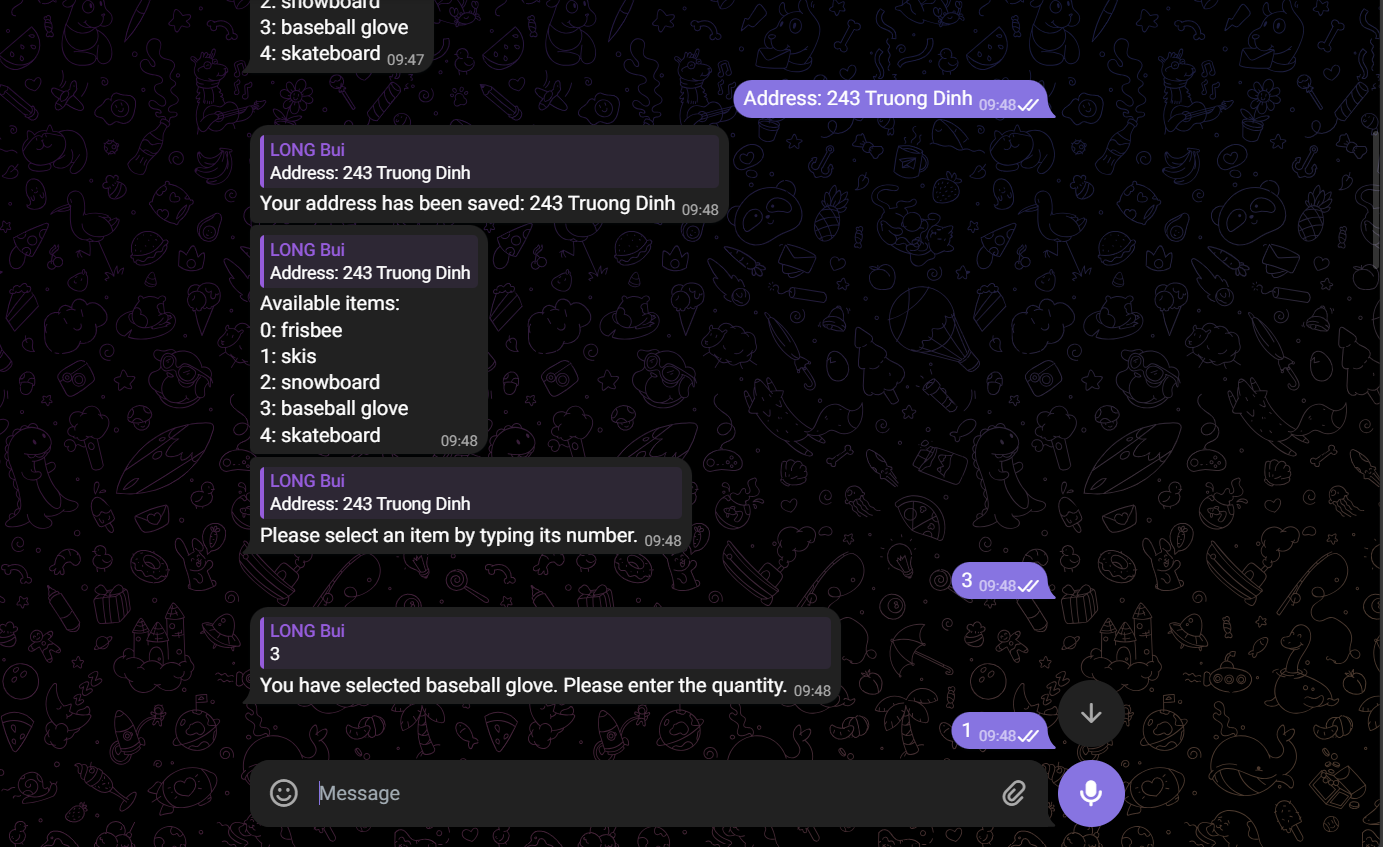 2: snowboard
3: baseball glove
4: skateboard 09:47
Address: 243 Truong Dinh 09:48
LONG Bui
Address: 243 Truong Dinh
Your address has been saved: 243 Truong Dinh 09:48
LONG Bui
Address: 243 Truong Dinh
Available items:
0: frisbee
1: skis
2: snowboard
3: baseball glove
4: skateboard 09:48
LONG Bui
Address: 243 Truong Dinh
Please select an item by typing its number. 09:48
3 09:48
LONG Bui
3
You have selected baseball glove. Please enter the quantity. 09:48
1 09:48
Message